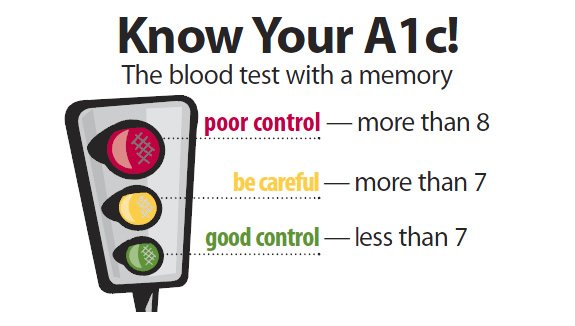 Know Your A1c!
The blood test with a memory
poor control — more than 8
be careful — more than 7
good control — less than 7